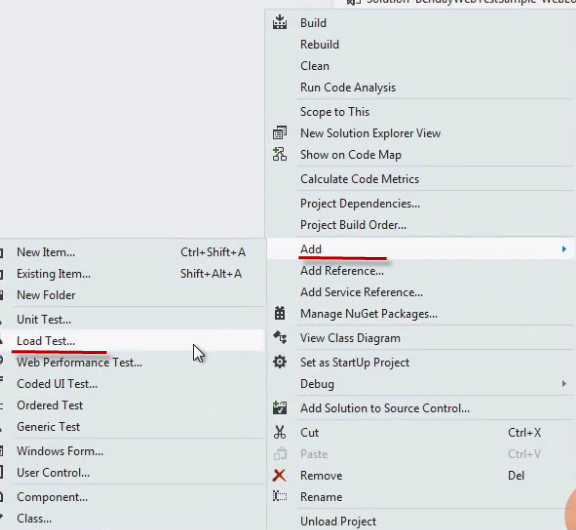 Build
Rebuild
Clean
Run Code Analysis
Scope to This
New Solution Explorer View
Show on Code Map
Calculate Code Metrics
Project Dependencies...
Project Build Order...
Add
Add Reference...
Add Service Reference...
Manage NuGet Packages...
View Class Diagram
Set as StartUp Project
Debug
Add Solution to Source Control...
Cut Ctrl+X
Paste Ctrl+V
Remove Del
Rename
Unload Project
New Item... Ctrl+Shift+A
Existing Item... Shift+Alt+A
New Folder
Unit Test...
Load Test...
Web Performance Test...
Coded UI Test...
Ordered Test
Generic Test
Windows Form...
User Control...
Component...
Class...